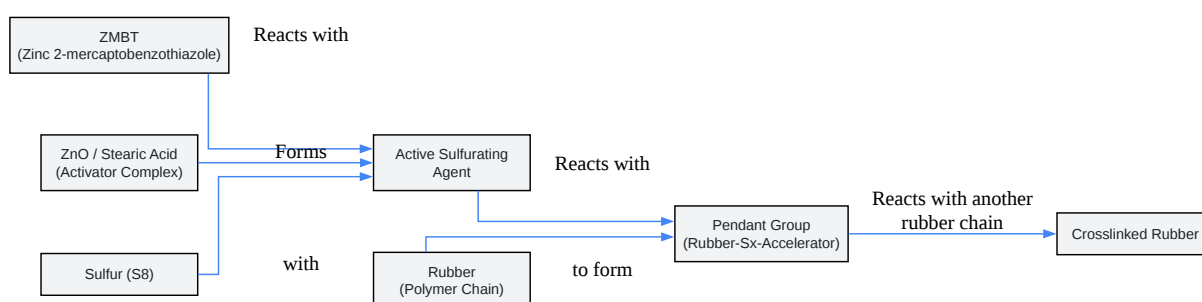 ZMBT
(Zinc 2-mercaptobenzothiazole)
Reacts with
ZnO / Stearic Acid
(Activator Complex)
Forms
Active Sulfurating
Agent
Reacts with
Reacts with another
rubber chain
Pendant Group
(Rubber-Sx-Accelerator)
Crosslinked Rubber
Sulfur (S8)
with
Rubber
(Polymer Chain)
to form